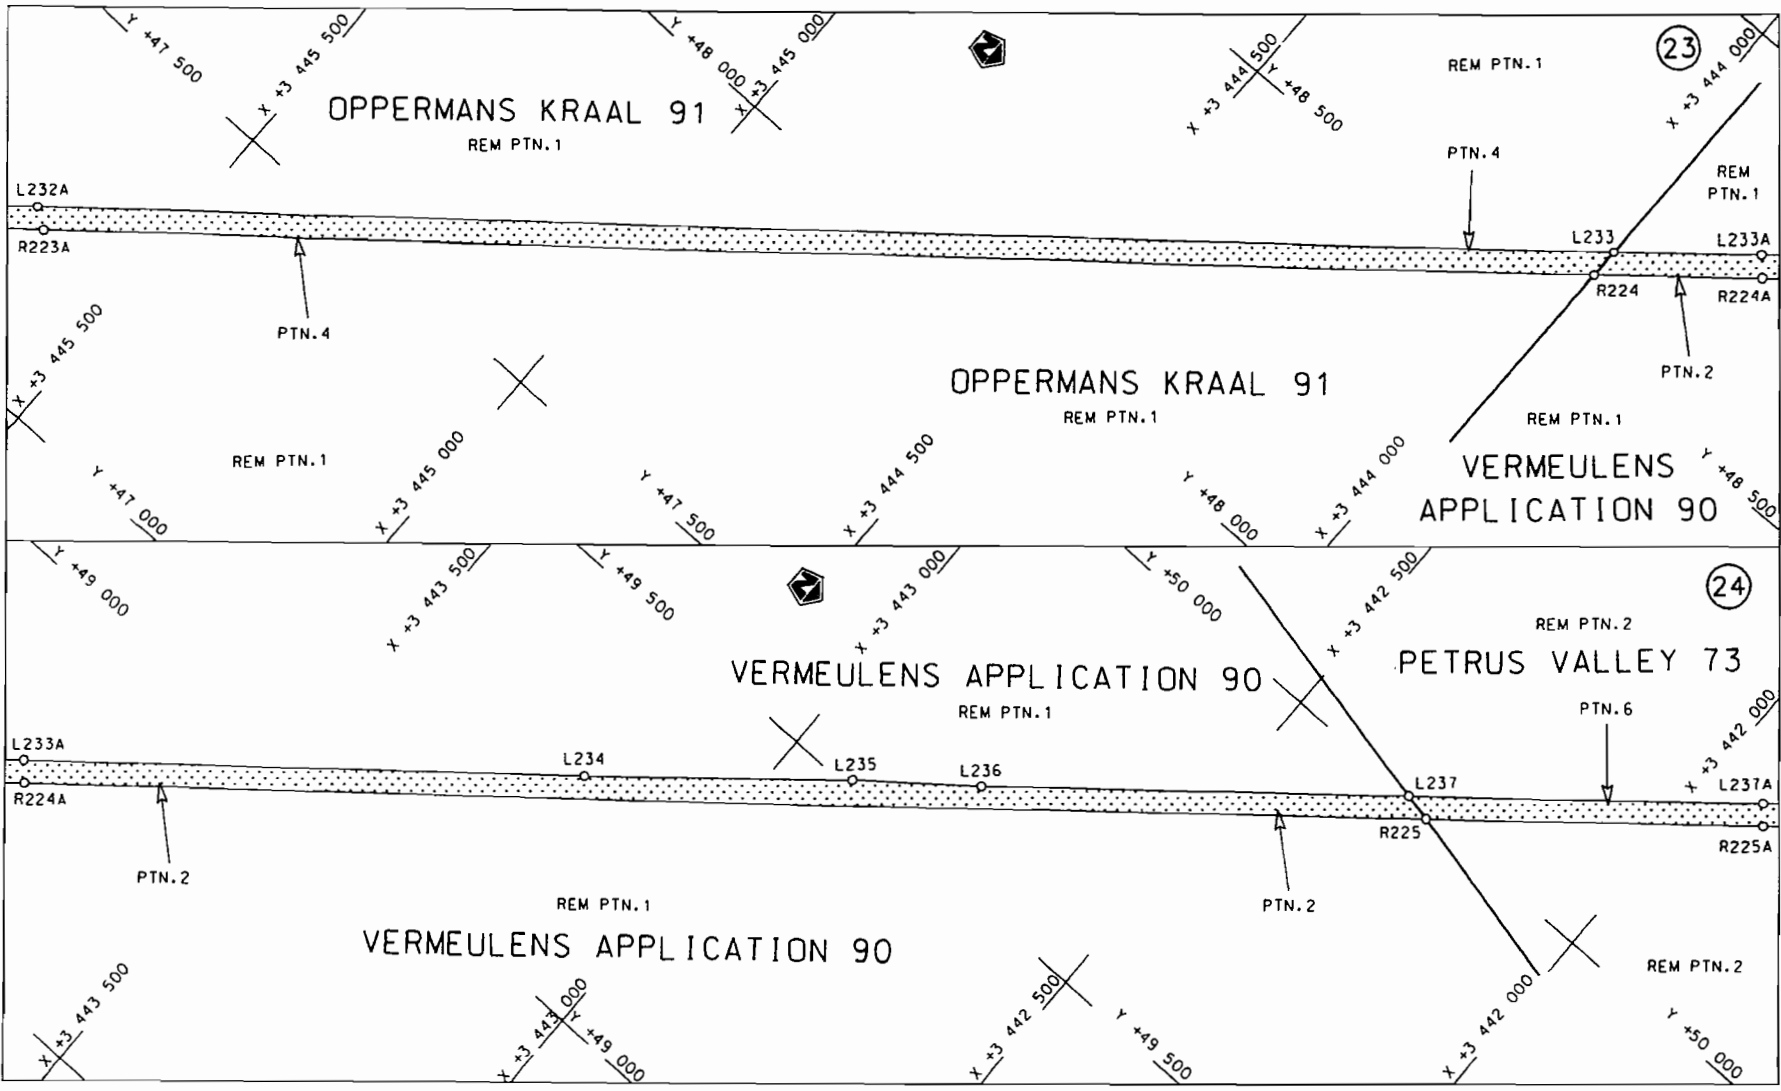 Y +47 500
X +3 445 500
Y +48 000
X +3 445 000
N
X +3 444 500
Y +48 500
REM PTN.1
23
X +3 444 000
OPPERMANS KRAAL 91
REM PTN.1
PTN.4
REM
PTN.1
L232A
R223A
L233
L233A
R224
R224A
PTN.4
PTN.2
X +3 445 500
OPPERMANS KRAAL 91
REM PTN.1
REM PTN.1
REM PTN.1
VERMEULENS
APPLICATION 90
Y +47 000
X +3 445 000
Y +47 500
X +3 444 500
Y +48 000
X +3 444 000
Y +48 500
Y +49 000
X +3 443 500
Y +49 500
N
X +3 443 000
Y +50 000
X +3 442 500
24
REM PTN.2
PETRUS VALLEY 73
VERMEULENS APPLICATION 90
REM PTN.1
PTN.6
X +3 442 000
L233A
L234
L235
L236
L237
L237A
R224A
R225
R225A
PTN.2
PTN.2
REM PTN.1
VERMEULENS APPLICATION 90
REM PTN.2
X +3 443 500
X +3 443 000
Y +49 000
X +3 442 500
Y +49 500
X +3 442 000
Y +50 000